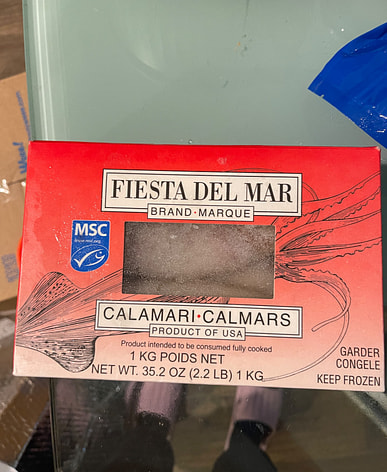 FIESTA DEL MAR
BRAND·MARQUE
MSC
CALAMARI·CALMARS
PRODUCT OF USA
Product intended to be consumed fully cooked
1 KG POIDS NET
NET WT. 35.2 OZ (2.2 LB) 1 KG
GARDER
CONGELE
KEEP FROZEN